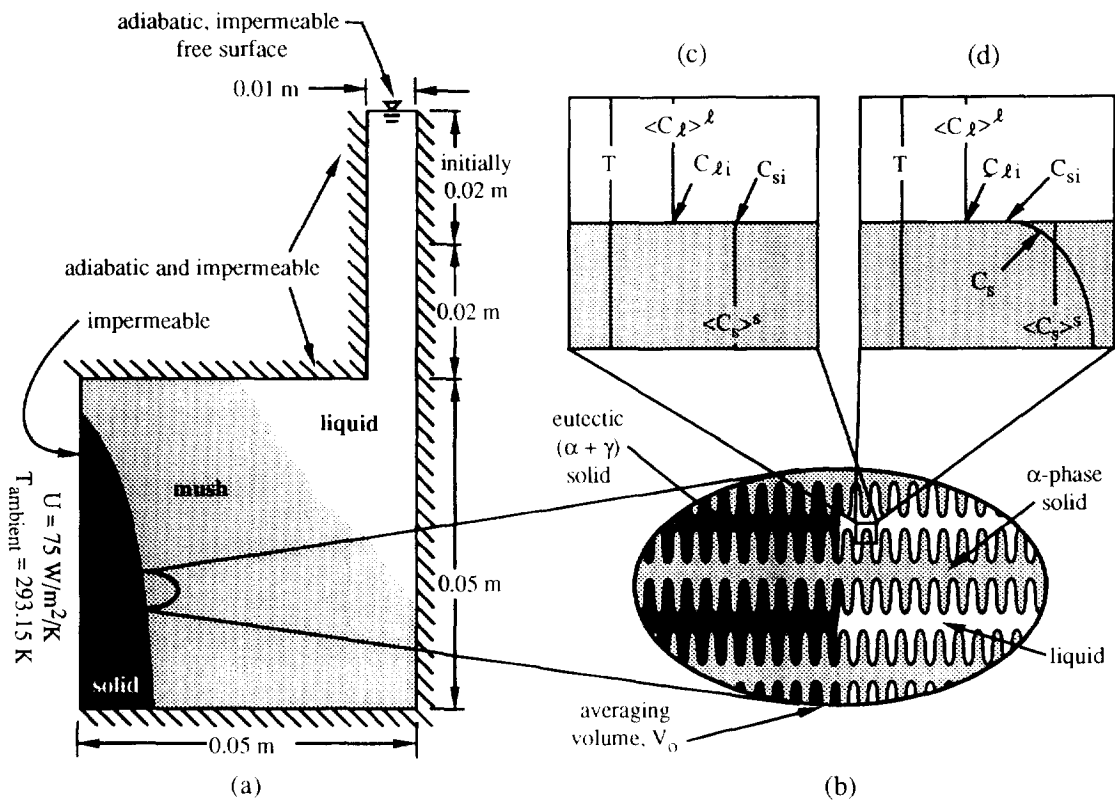 adiabatic, impermeable
free surface
0.01 m
initially
0.02 m
adiabatic and impermeable
0.02 m
impermeable
liquid
mush
solid
U = 75 W/m²/K
T_ambient = 293.15 K
0.05 m
0.05 m
(a)
(c)
T
<C_ℓ>^ℓ
C_ℓi
C_si
<C_s>^s
(d)
T
<C_ℓ>^ℓ
C_ℓi
C_si
C_s
<C_s>^s
eutectic
(α + γ)
solid
α-phase
solid
liquid
averaging
volume, V_o
(b)